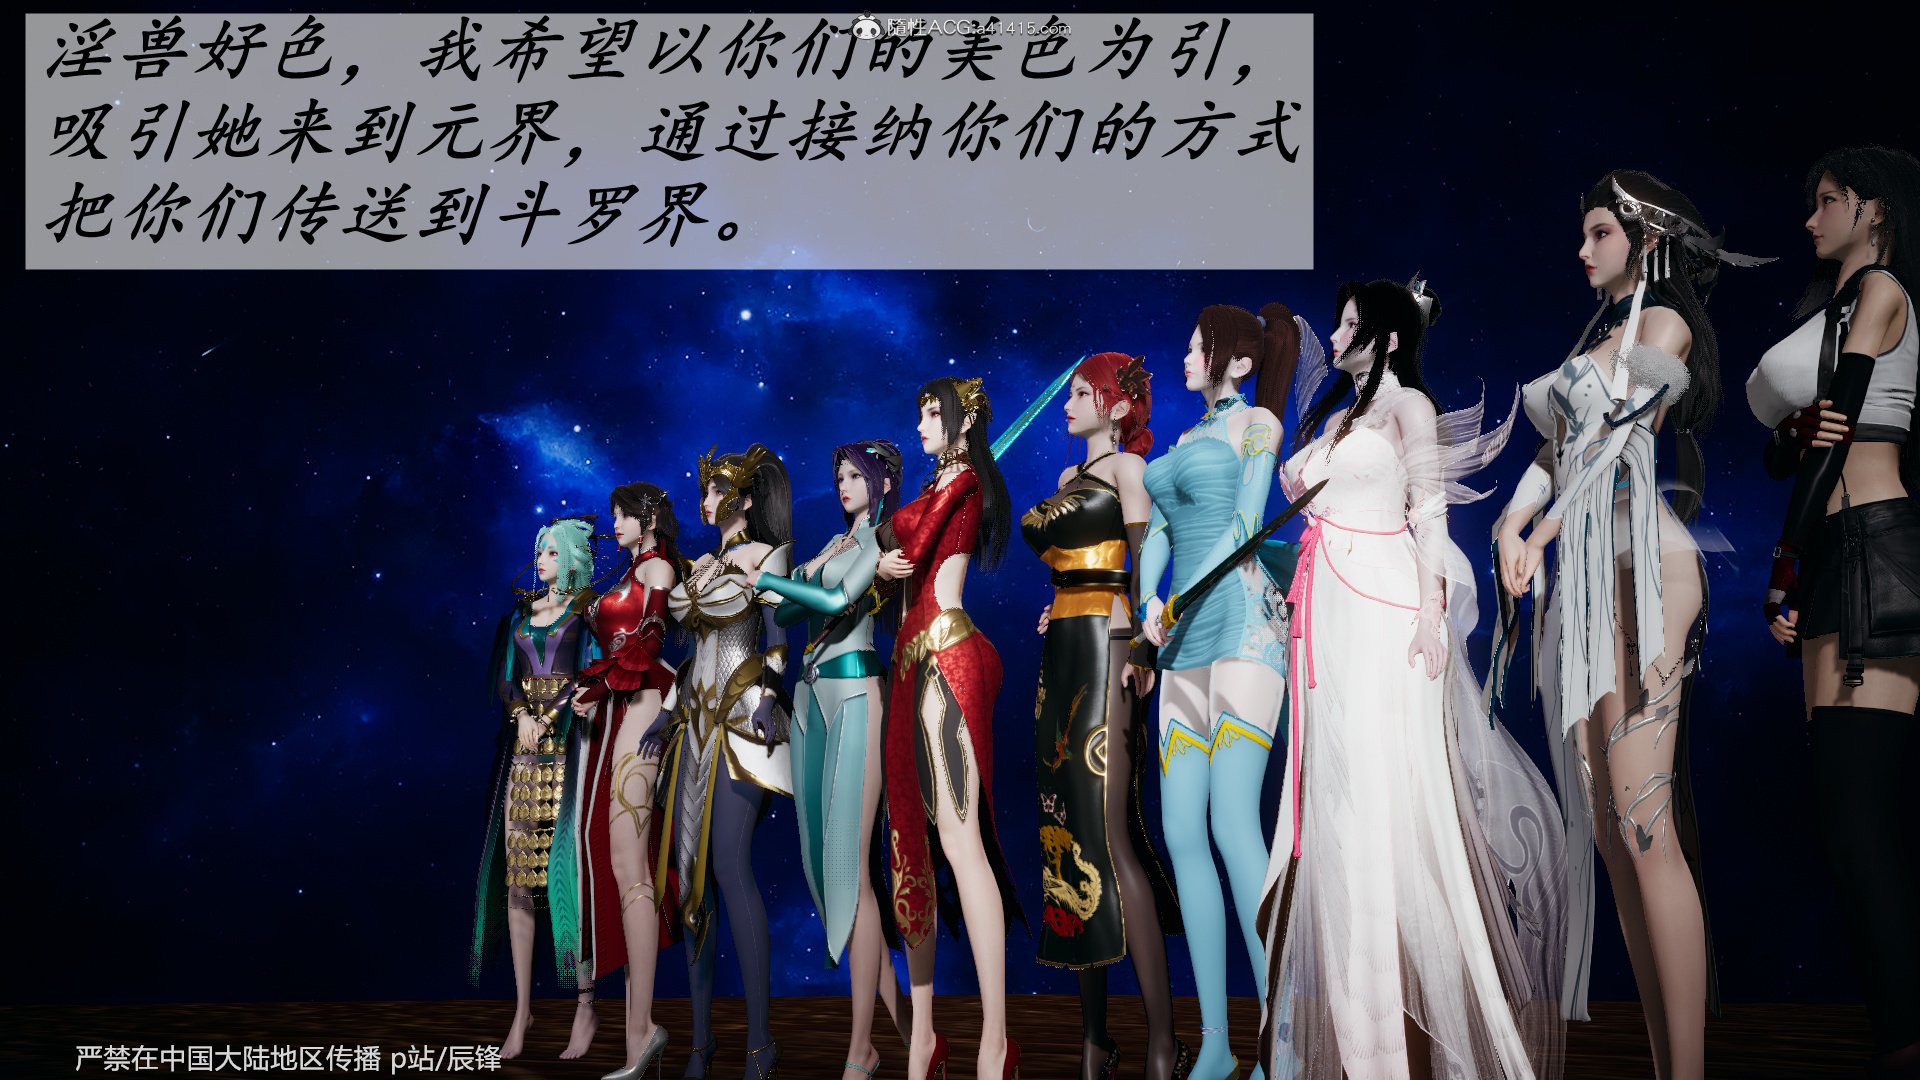 隋性ACG:a41415.com
淫兽好色，我希望以你们的美色为引，
吸引她来到元界，通过接纳你们的方式
把你们传送到斗罗界。
严禁在中国大陆地区传播 p站/辰锋